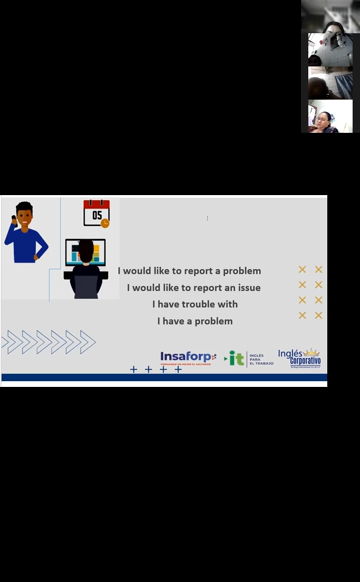 05
I would like to report a problem
I would like to report an issue
I have trouble with
I have a problem
Insaforp
it
INGLÉS
PARA
EL TRABAJO
Inglés
Corporativo